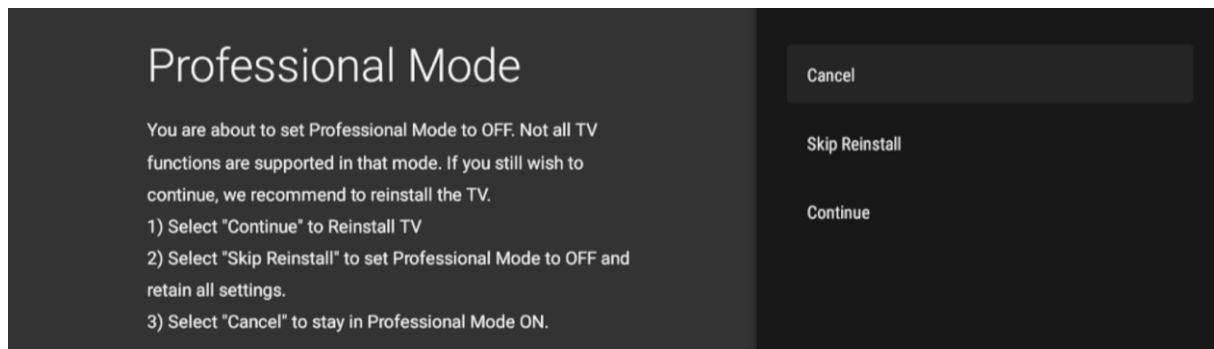 Professional Mode
You are about to set Professional Mode to OFF. Not all TV
functions are supported in that mode. If you still wish to
continue, we recommend to reinstall the TV.
1) Select "Continue" to Reinstall TV
2) Select "Skip Reinstall" to set Professional Mode to OFF and
retain all settings.
3) Select "Cancel" to stay in Professional Mode ON.
Cancel
Skip Reinstall
Continue